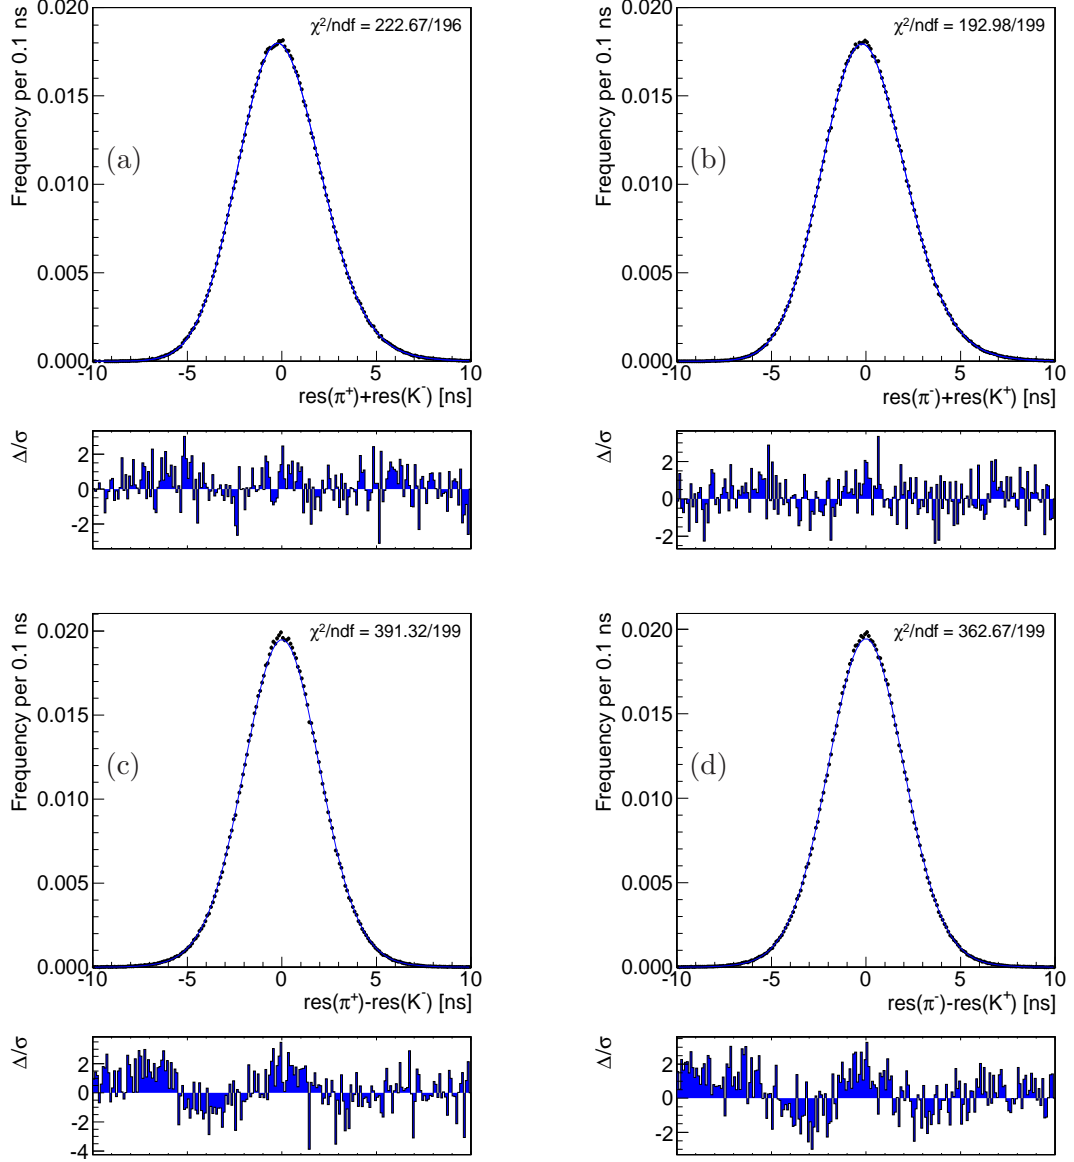 Frequency per 0.1 ns
χ²/ndf = 222.67/196
(a)
0.020
0.015
0.010
0.005
0.000
-10 -5 0 5 10
res(π⁺)+res(K⁻) [ns]
Δ/σ
2
0
-2
Frequency per 0.1 ns
χ²/ndf = 192.98/199
(b)
0.020
0.015
0.010
0.005
0.000
-10 -5 0 5 10
res(π⁻)+res(K⁺) [ns]
Δ/σ
2
0
-2
Frequency per 0.1 ns
χ²/ndf = 391.32/199
(c)
0.020
0.015
0.010
0.005
0.000
-10 -5 0 5 10
res(π⁺)-res(K⁻) [ns]
Δ/σ
2
0
-2
-4
Frequency per 0.1 ns
χ²/ndf = 362.67/199
(d)
0.020
0.015
0.010
0.005
0.000
-10 -5 0 5 10
res(π⁻)-res(K⁺) [ns]
Δ/σ
2
0
-2